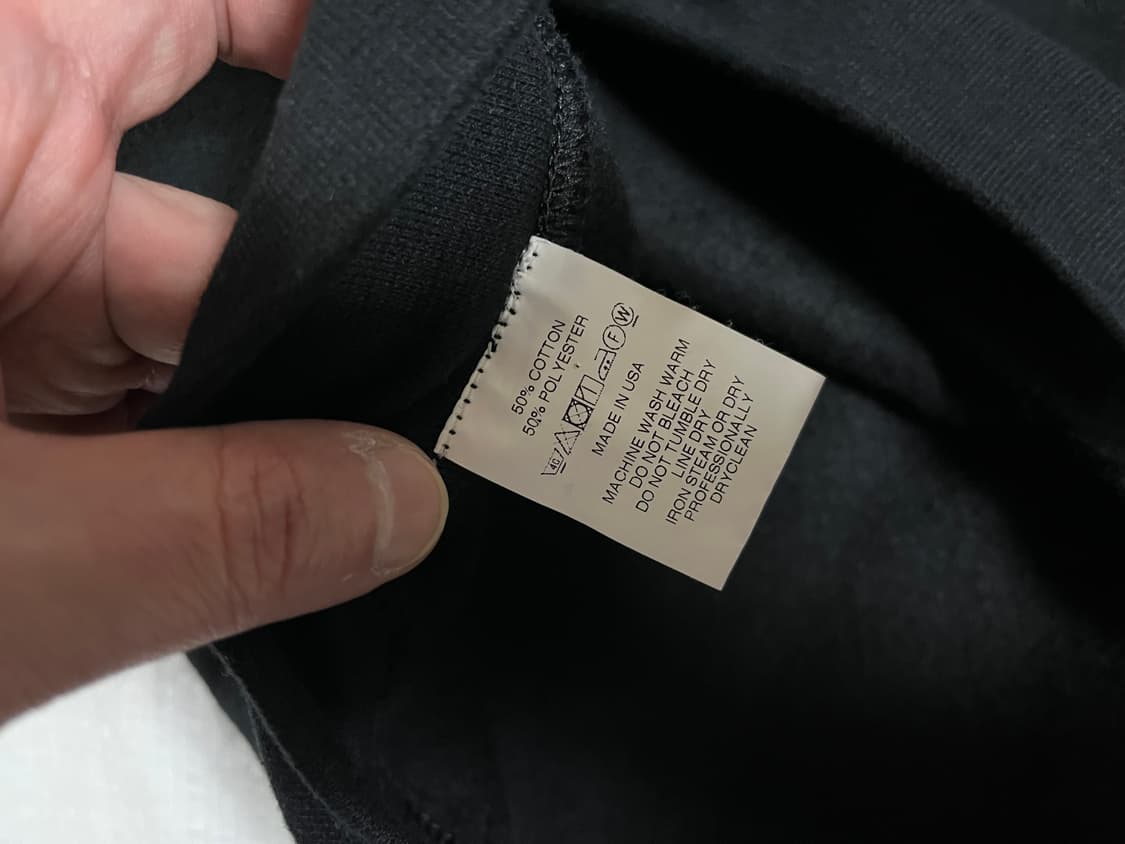 50% COTTON
50% POLYESTER
40 F W
MADE IN USA
MACHINE WASH WARM
DO NOT BLEACH
DO NOT TUMBLE DRY
LINE DRY
IRON STEAM OR DRY
PROFESSIONALLY
DRYCLEAN